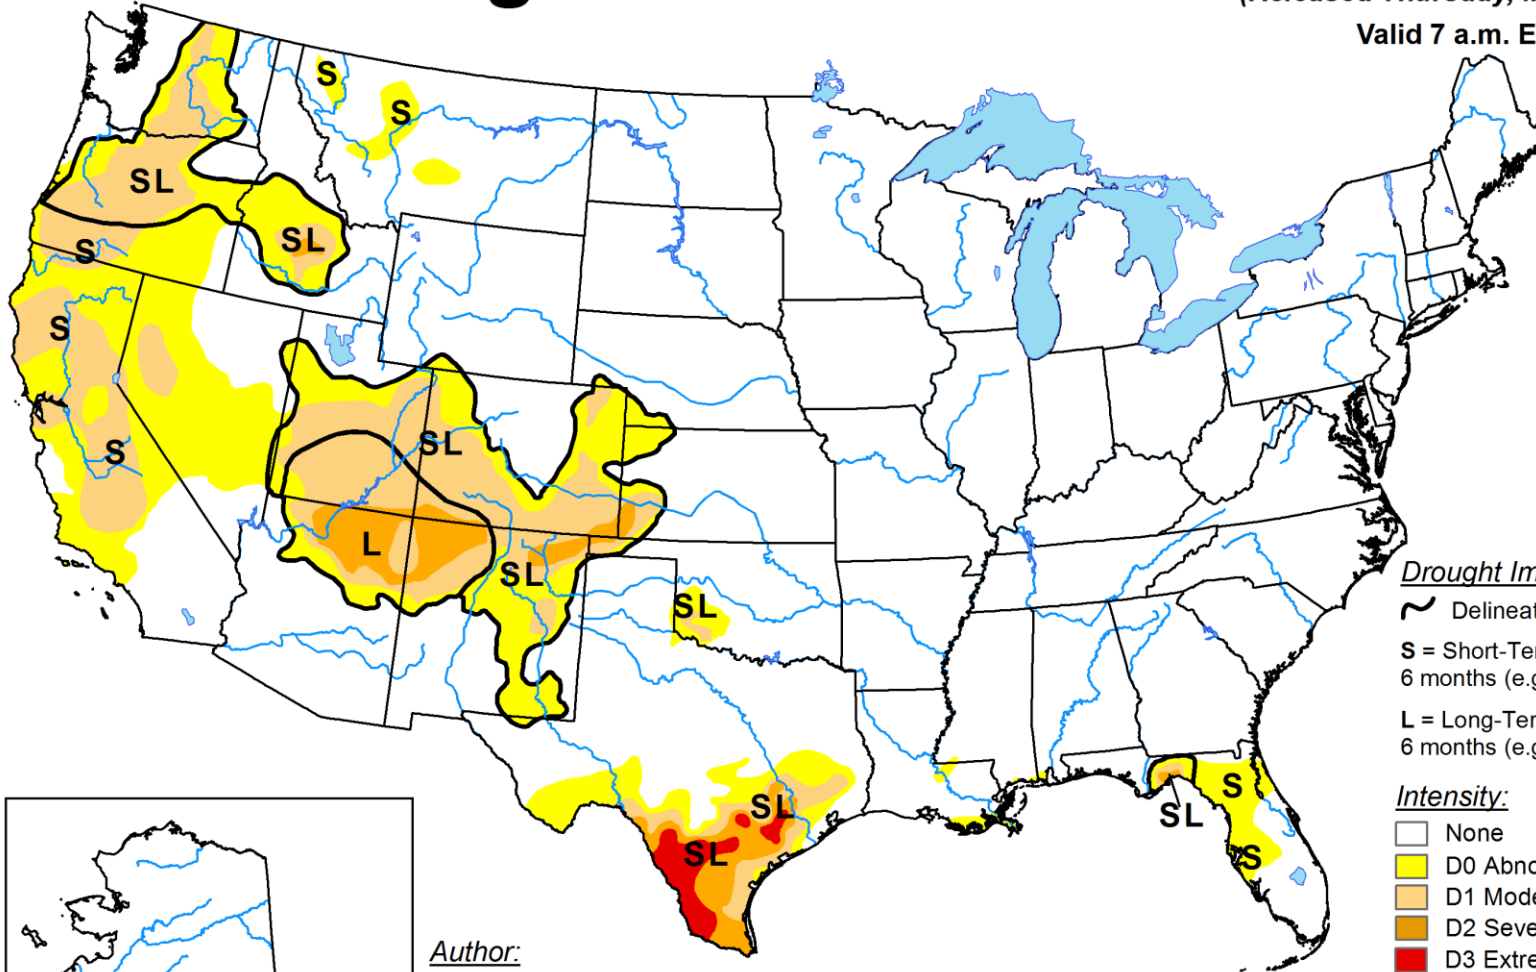 Valid 7 a.m. E
S
S
SL
SL
S
S
SL
S
L
SL
SL
SL
SL
S
SL
S
Drought Im
Delineat
S = Short-Ter
6 months (e.g
L = Long-Ter
6 months (e.g
Intensity:
None
D0 Abno
D1 Mode
D2 Seve
D3 Extre
Author: